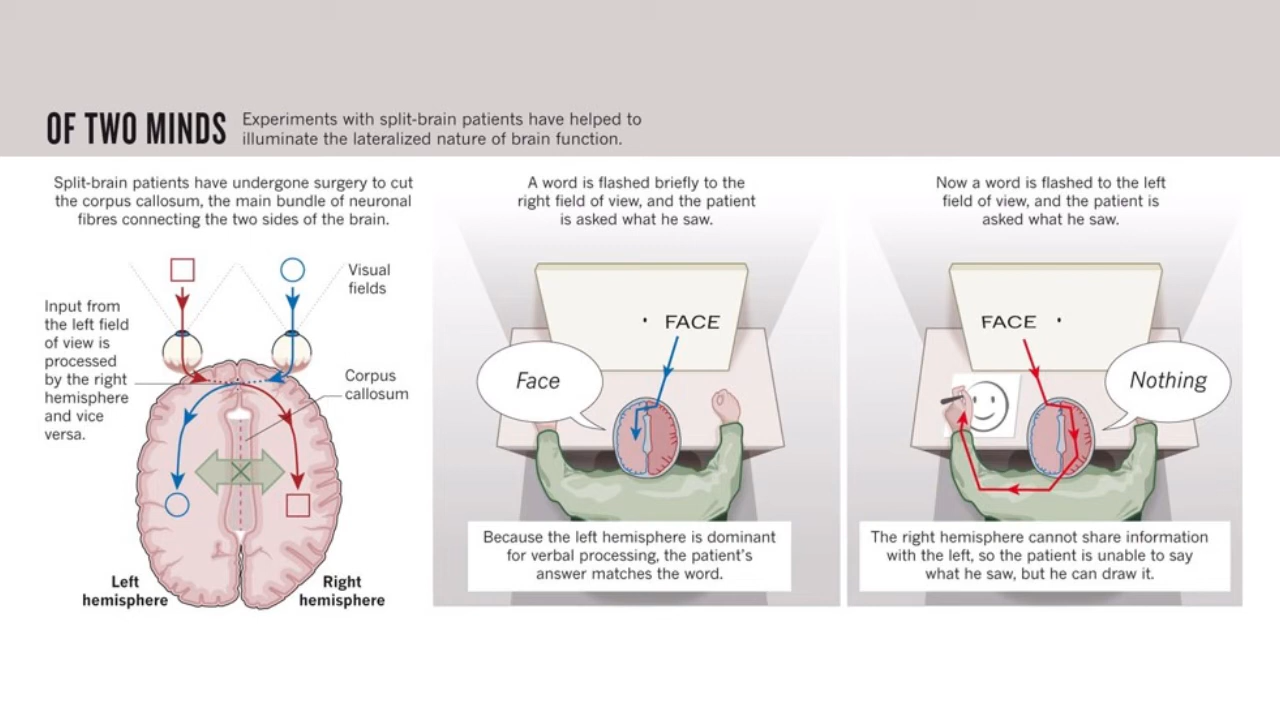 OF TWO MINDS
Experiments with split-brain patients have helped to
illuminate the lateralized nature of brain function.
Split-brain patients have undergone surgery to cut
the corpus callosum, the main bundle of neuronal
fibres connecting the two sides of the brain.
Visual
fields
Input from
the left field
of view is
processed
by the right
hemisphere
and vice
versa.
Corpus
callosum
Left
hemisphere
Right
hemisphere
A word is flashed briefly to the
right field of view, and the patient
is asked what he saw.
· FACE
Face
Because the left hemisphere is dominant
for verbal processing, the patient's
answer matches the word.
Now a word is flashed to the left
field of view, and the patient is
asked what he saw.
FACE ·
Nothing
The right hemisphere cannot share information
with the left, so the patient is unable to say
what he saw, but he can draw it.